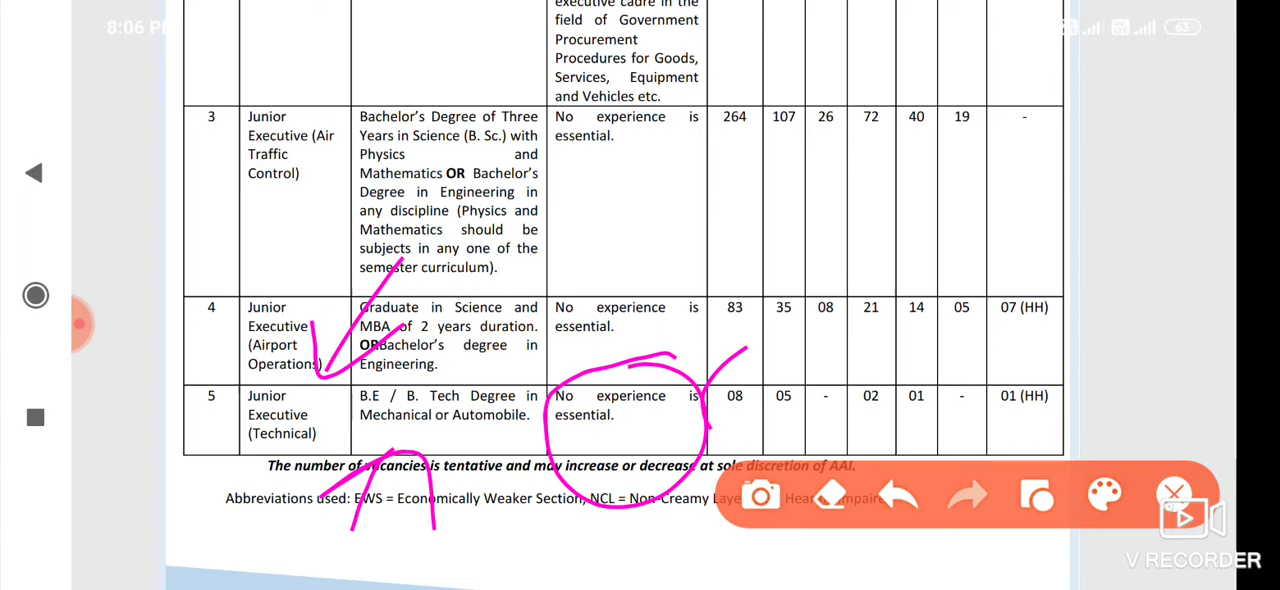 8:06 P
63
executive cadre in the
field of Government
Procurement
Procedures for Goods,
Services, Equipment
and Vehicles etc.
3 Junior Bachelor's Degree of Three No experience is 264 107 26 72 40 19 -
Executive (Air Years in Science (B. Sc.) with essential.
Traffic Physics and
Control) Mathematics OR Bachelor's
Degree in Engineering in
any discipline (Physics and
Mathematics should be
subjects in any one of the
semester curriculum).
4 Junior Graduate in Science and No experience is 83 35 08 21 14 05 07 (HH)
Executive MBA of 2 years duration. essential.
(Airport ORBachelor's degree in
Operations) Engineering.
5 Junior B.E / B. Tech Degree in No experience is 08 05 - 02 01 - 01 (HH)
Executive Mechanical or Automobile. essential.
(Technical)
The number of vacancies is tentative and may increase or decrease at sole discretion of AAI.
Abbreviations used: EWS = Economically Weaker Section, NCL = Non-Creamy Laye
V RECORDER